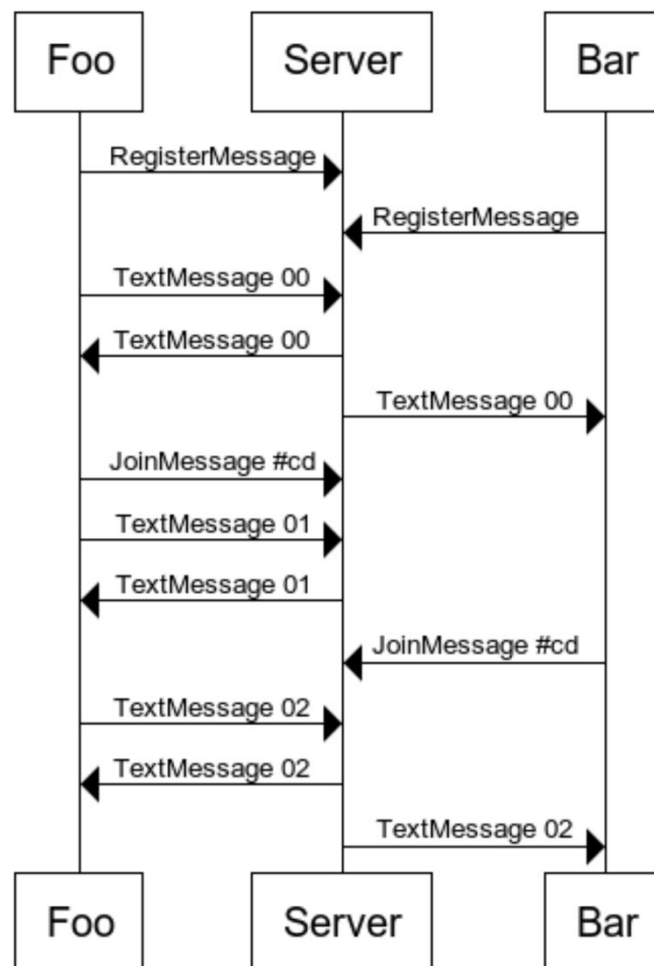 Foo Server Bar
RegisterMessage
RegisterMessage
TextMessage 00
TextMessage 00
TextMessage 00
JoinMessage #cd
TextMessage 01
TextMessage 01
JoinMessage #cd
TextMessage 02
TextMessage 02
TextMessage 02
Foo Server Bar